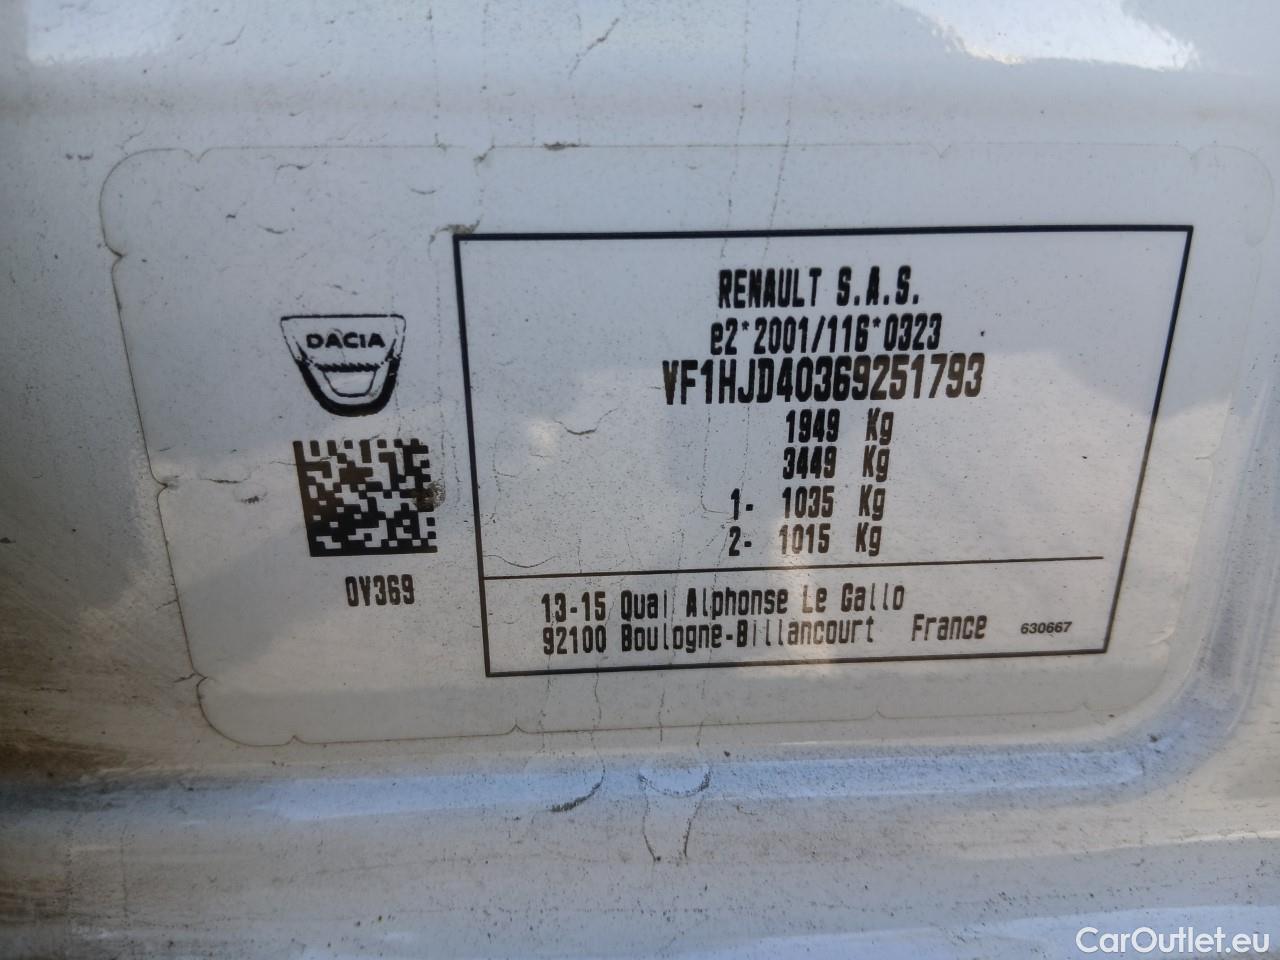 DACIA
0V369
RENAULT S.A.S.
e2*2001/116*0323
VF1HJD40369251793
1949 Kg
3449 Kg
1- 1035 Kg
2- 1015 Kg
13-15 Quai Alphonse Le Gallo
92100 Boulogne-Billancourt France 630667
CarOutlet.eu